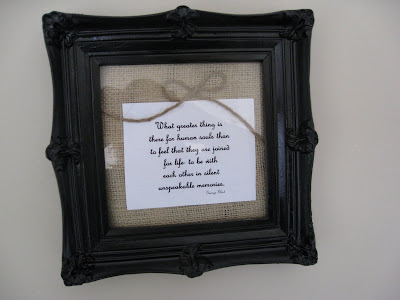 What greater thing is
there for human souls than
to feel that they are joined
for life- to be with
each other in silent
unspeakable memories.